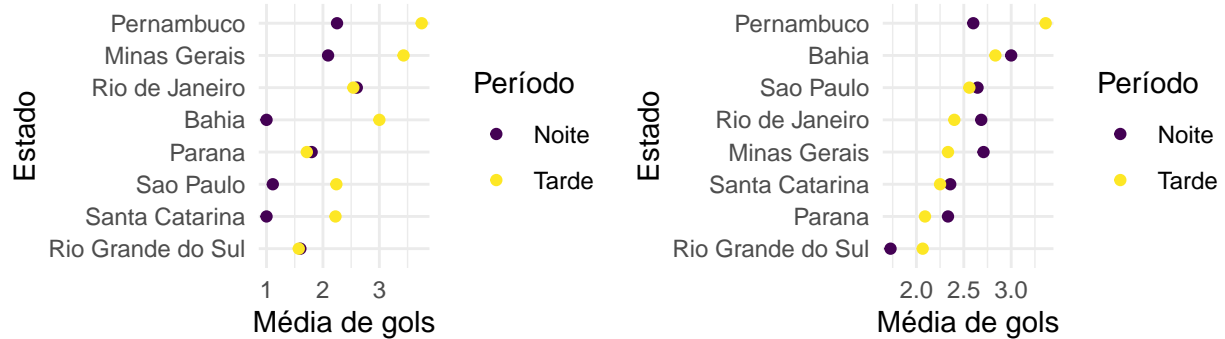 Estado
Pernambuco
Minas Gerais
Rio de Janeiro
Bahia
Parana
Sao Paulo
Santa Catarina
Rio Grande do Sul
1 2 3
Média de gols
Período
Noite
Tarde
Estado
Pernambuco
Bahia
Sao Paulo
Rio de Janeiro
Minas Gerais
Santa Catarina
Parana
Rio Grande do Sul
2.0 2.5 3.0
Média de gols
Período
Noite
Tarde